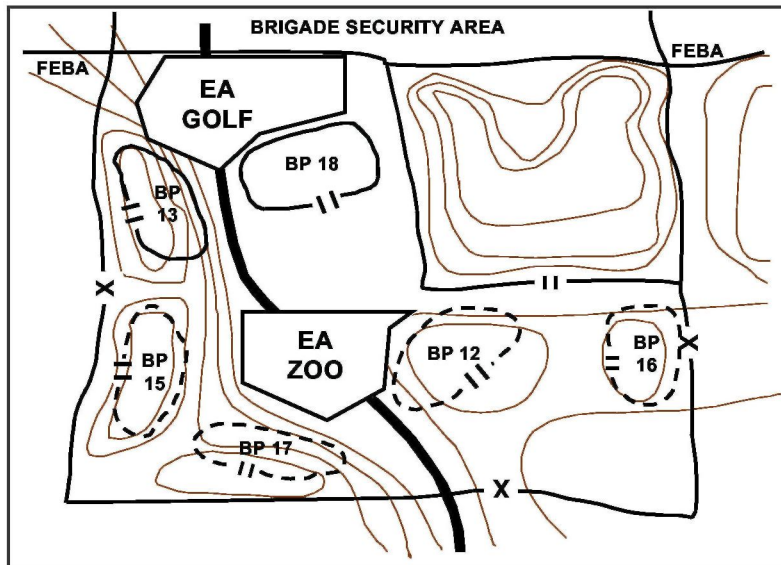 BRIGADE SECURITY AREA
FEBA
FEBA
EA
GOLF
BP 18
BP
13
X
EA
ZOO
BP 12
BP
16
X
BP
15
BP 17
X